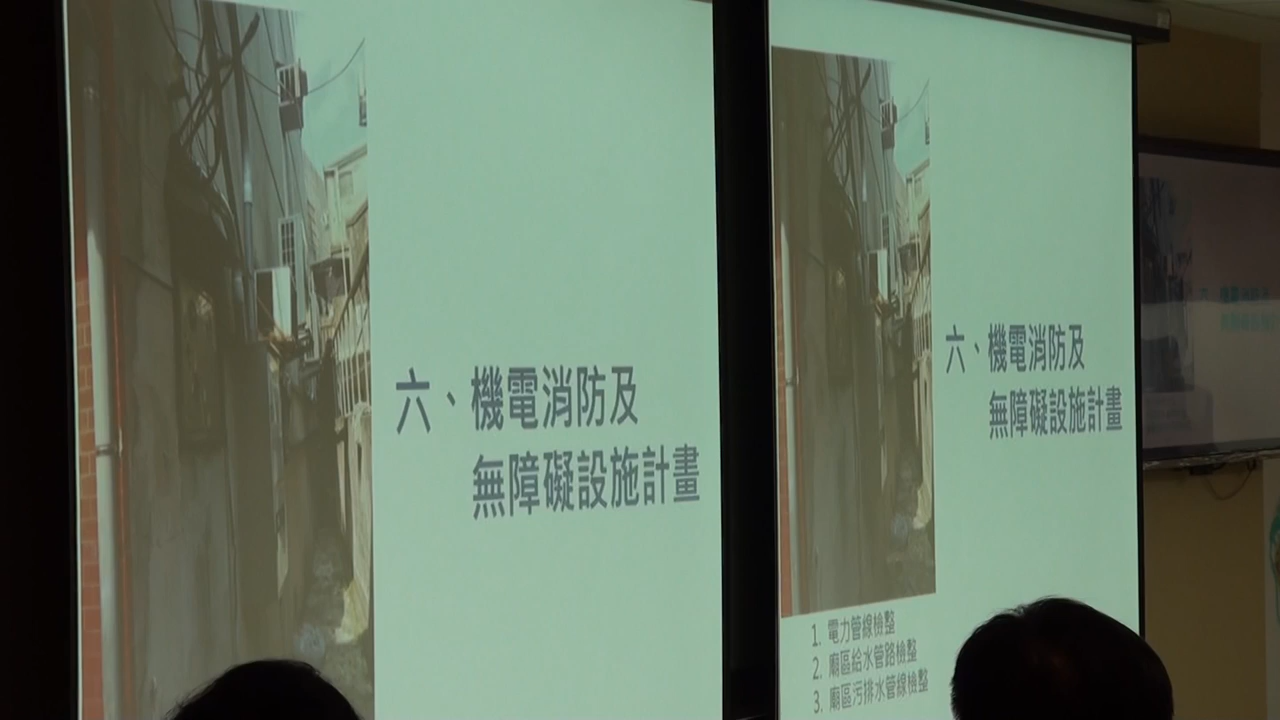 六、機電消防及
無障礙設施計畫
六、機電消防及
無障礙設施計畫
1. 電力管線檢整
2. 廟區給水管路檢整
3. 廟區污排水管線檢整